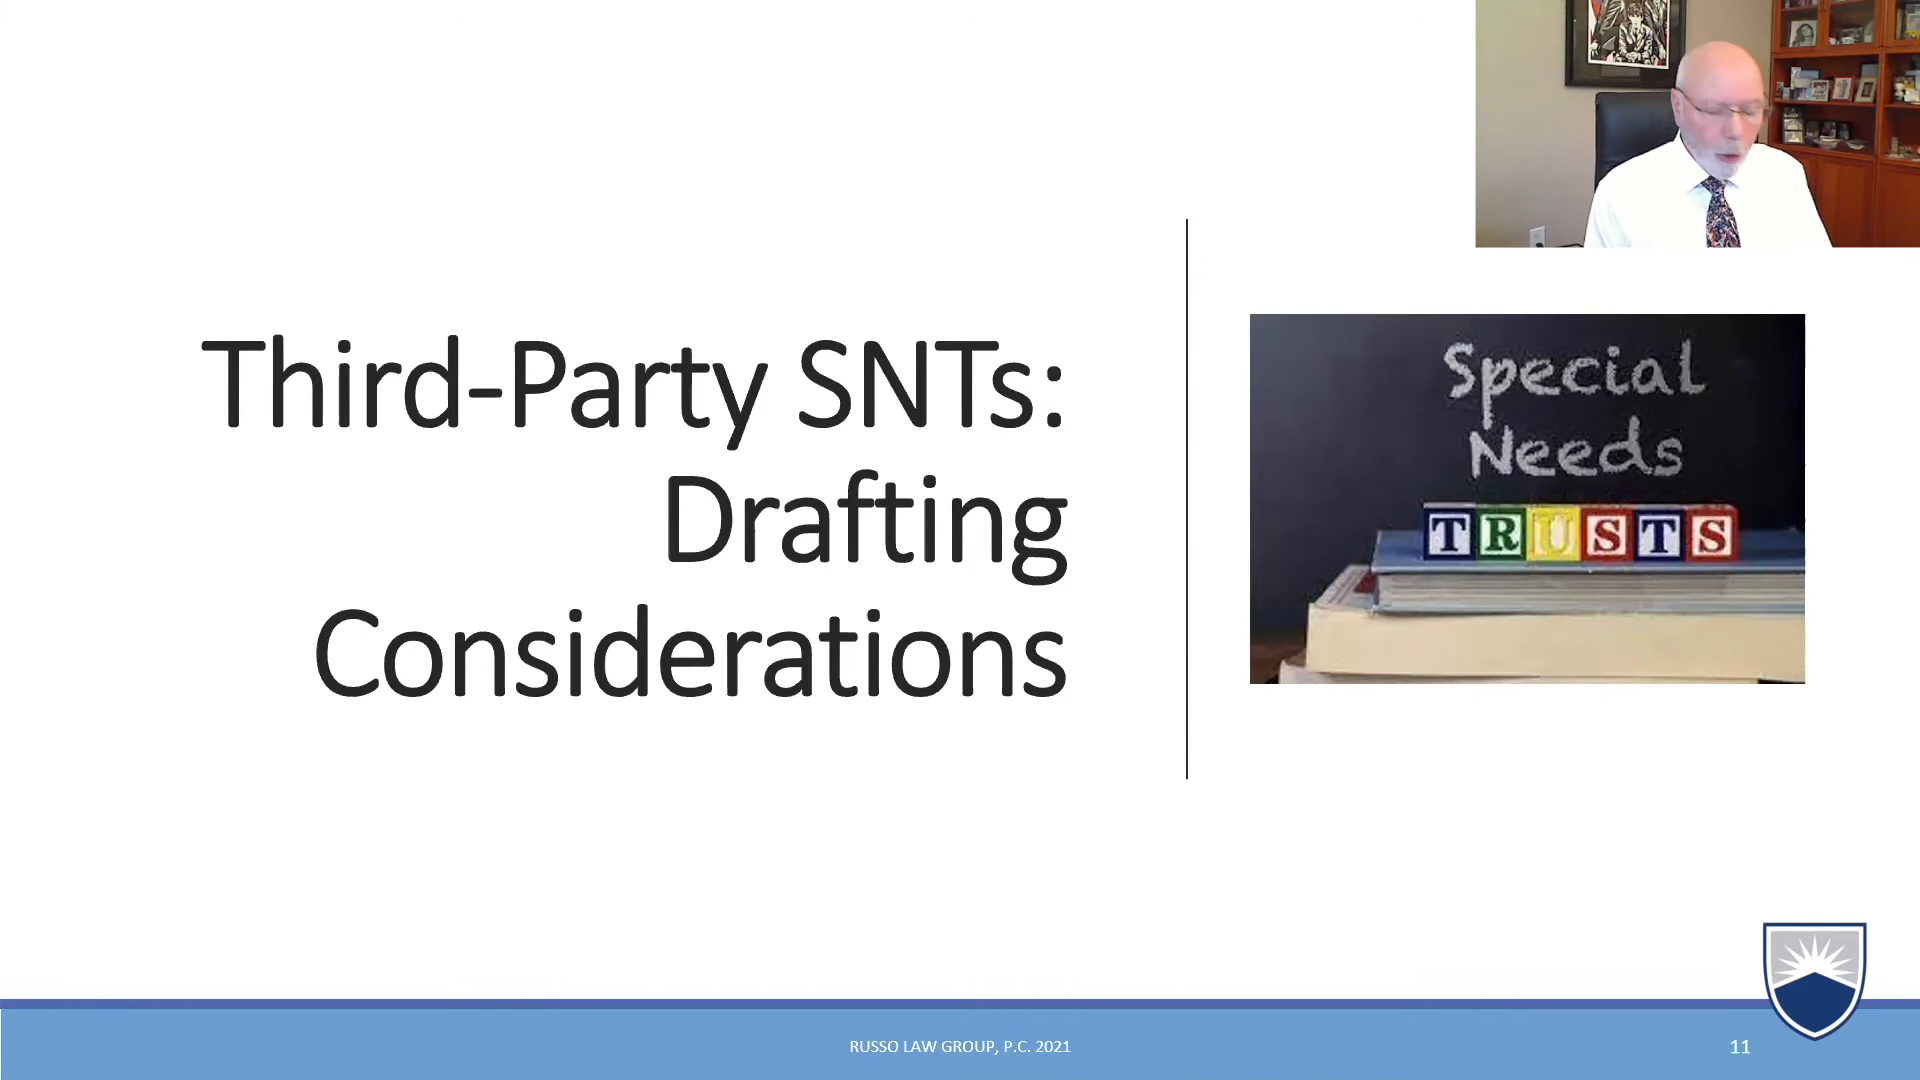 Third-Party SNTs:
Drafting
Considerations
Special
Needs
TRUSTS
RUSSO LAW GROUP, P.C. 2021
11